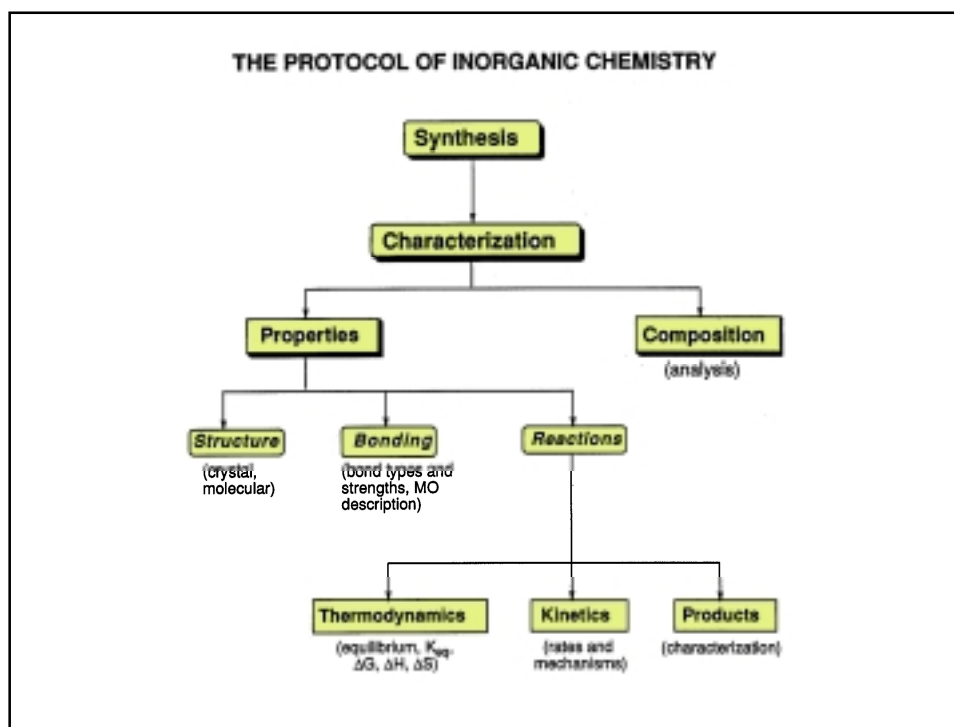 THE PROTOCOL OF INORGANIC CHEMISTRY
Synthesis
Characterization
Properties
Composition
(analysis)
Structure
(crystal,
molecular)
Bonding
(bond types and
strengths, MO
description)
Reactions
Thermodynamics
(equilibrium, Keq,
ΔG, ΔH, ΔS)
Kinetics
(rates and
mechanisms)
Products
(characterization)